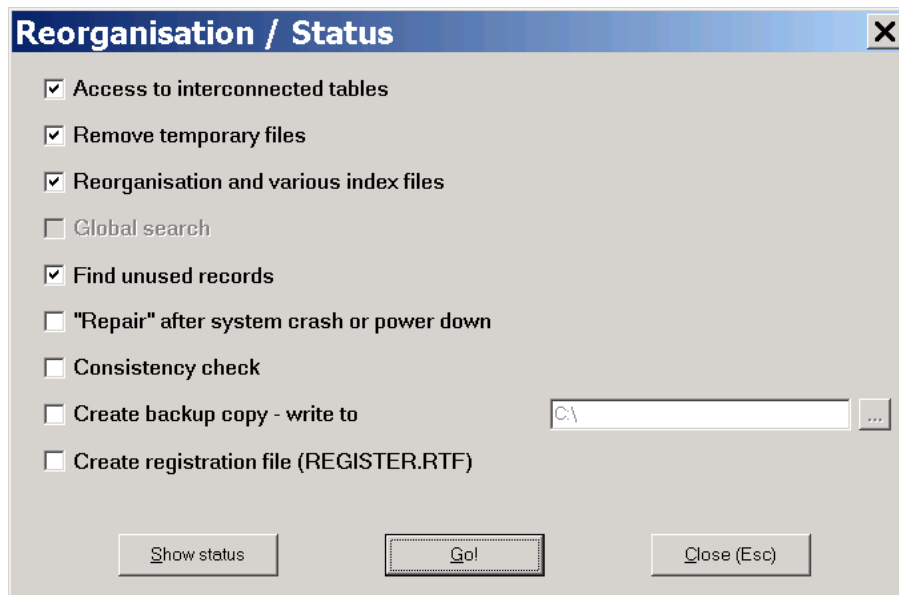 Reorganisation / Status
Access to interconnected tables
Remove temporary files
Reorganisation and various index files
Global search
Find unused records
"Repair" after system crash or power down
Consistency check
Create backup copy - write to C:\ ...
Create registration file (REGISTER.RTF)
Show status Go! Close (Esc)